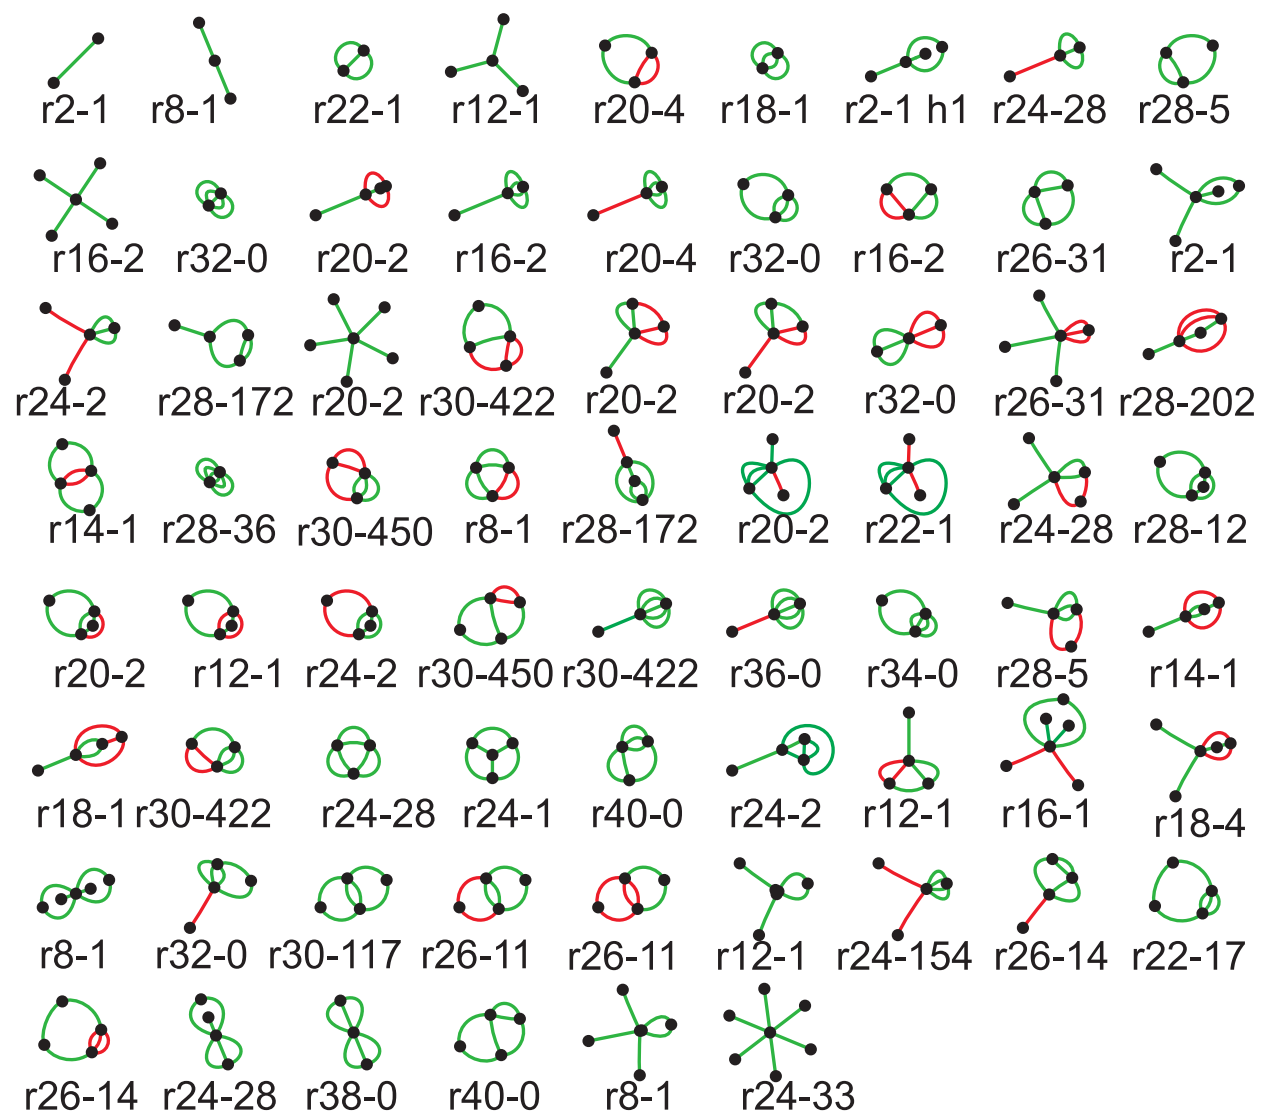 r2-1 r8-1 r22-1 r12-1 r20-4 r18-1 r2-1 h1 r24-28 r28-5
r16-2 r32-0 r20-2 r16-2 r20-4 r32-0 r16-2 r26-31 r2-1
r24-2 r28-172 r20-2 r30-422 r20-2 r20-2 r32-0 r26-31 r28-202
r14-1 r28-36 r30-450 r8-1 r28-172 r20-2 r22-1 r24-28 r28-12
r20-2 r12-1 r24-2 r30-450 r30-422 r36-0 r34-0 r28-5 r14-1
r18-1 r30-422 r24-28 r24-1 r40-0 r24-2 r12-1 r16-1 r18-4
r8-1 r32-0 r30-117 r26-11 r26-11 r12-1 r24-154 r26-14 r22-17
r26-14 r24-28 r38-0 r40-0 r8-1 r24-33